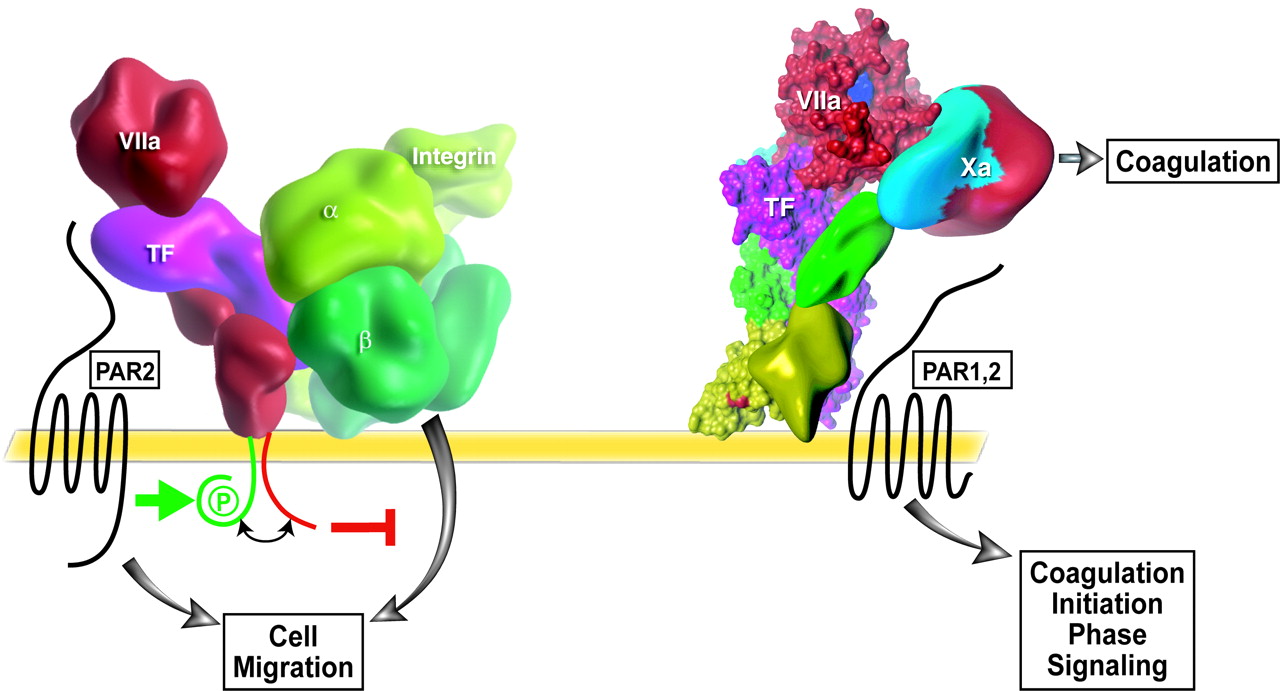 VIIa
Integrin
α
TF
β
PAR2
P
Cell
Migration
VIIa
TF
Xa
Coagulation
PAR1,2
Coagulation
Initiation
Phase
Signaling